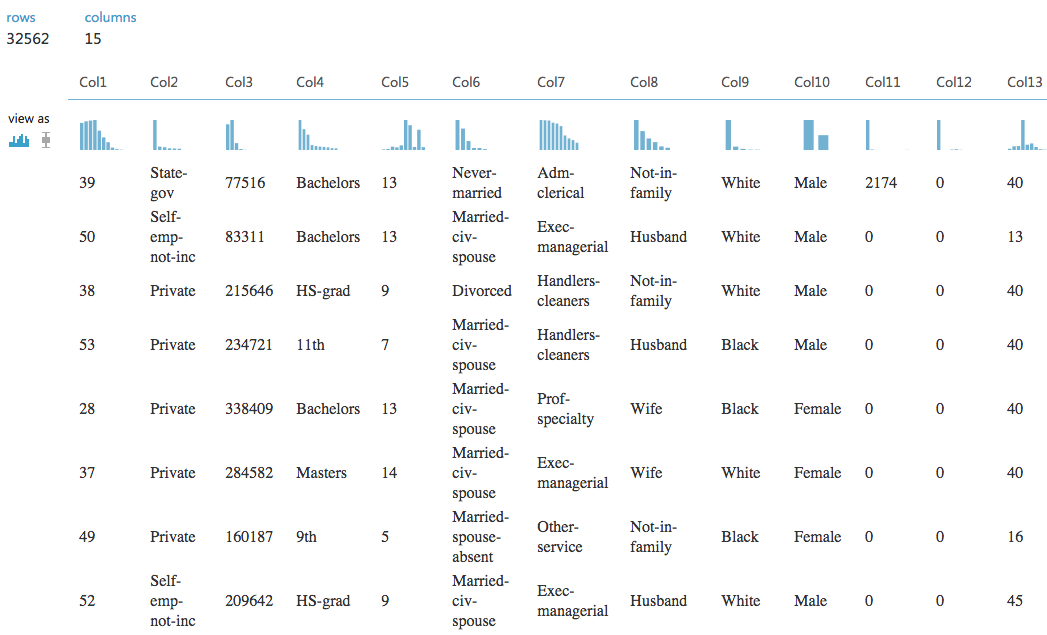 rows columns
32562 15
Col1 Col2 Col3 Col4 Col5 Col6 Col7 Col8 Col9 Col10 Col11 Col12 Col13
view as
39 State-gov 77516 Bachelors 13 Never-married Adm-clerical Not-in-family White Male 2174 0 40
50 Self-emp-not-inc 83311 Bachelors 13 Married-civ-spouse Exec-managerial Husband White Male 0 0 13
38 Private 215646 HS-grad 9 Divorced Handlers-cleaners Not-in-family White Male 0 0 40
53 Private 234721 11th 7 Married-civ-spouse Handlers-cleaners Husband Black Male 0 0 40
28 Private 338409 Bachelors 13 Married-civ-spouse Prof-specialty Wife Black Female 0 0 40
37 Private 284582 Masters 14 Married-civ-spouse Exec-managerial Wife White Female 0 0 40
49 Private 160187 9th 5 Married-spouse-absent Other-service Not-in-family Black Female 0 0 16
52 Self-emp-not-inc 209642 HS-grad 9 Married-civ-spouse Exec-managerial Husband White Male 0 0 45